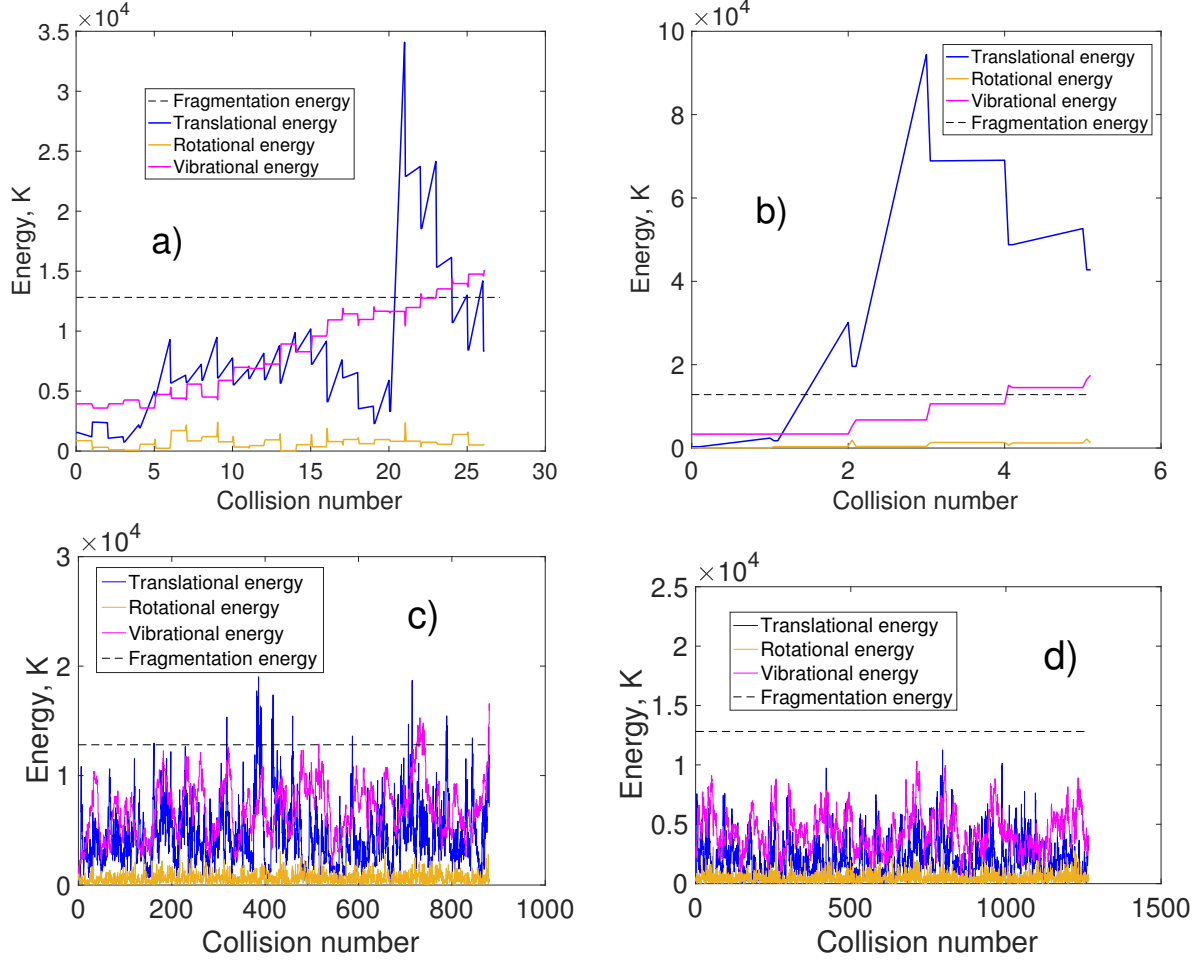 ×10⁴
3.5
3
2.5
2
1.5
1
0.5
0
Energy, K
Fragmentation energy
Translational energy
Rotational energy
Vibrational energy
a)
0 5 10 15 20 25 30
Collision number
×10⁴
10
8
6
4
2
0
Energy, K
Translational energy
Rotational energy
Vibrational energy
Fragmentation energy
b)
0 2 4 6
Collision number
×10⁴
3
2
1
0
Energy, K
Translational energy
Rotational energy
Vibrational energy
Fragmentation energy
c)
0 200 400 600 800 1000
Collision number
×10⁴
2.5
2
1.5
1
0.5
0
Energy, K
Translational energy
Rotational energy
Vibrational energy
Fragmentation energy
d)
0 500 1000 1500
Collision number